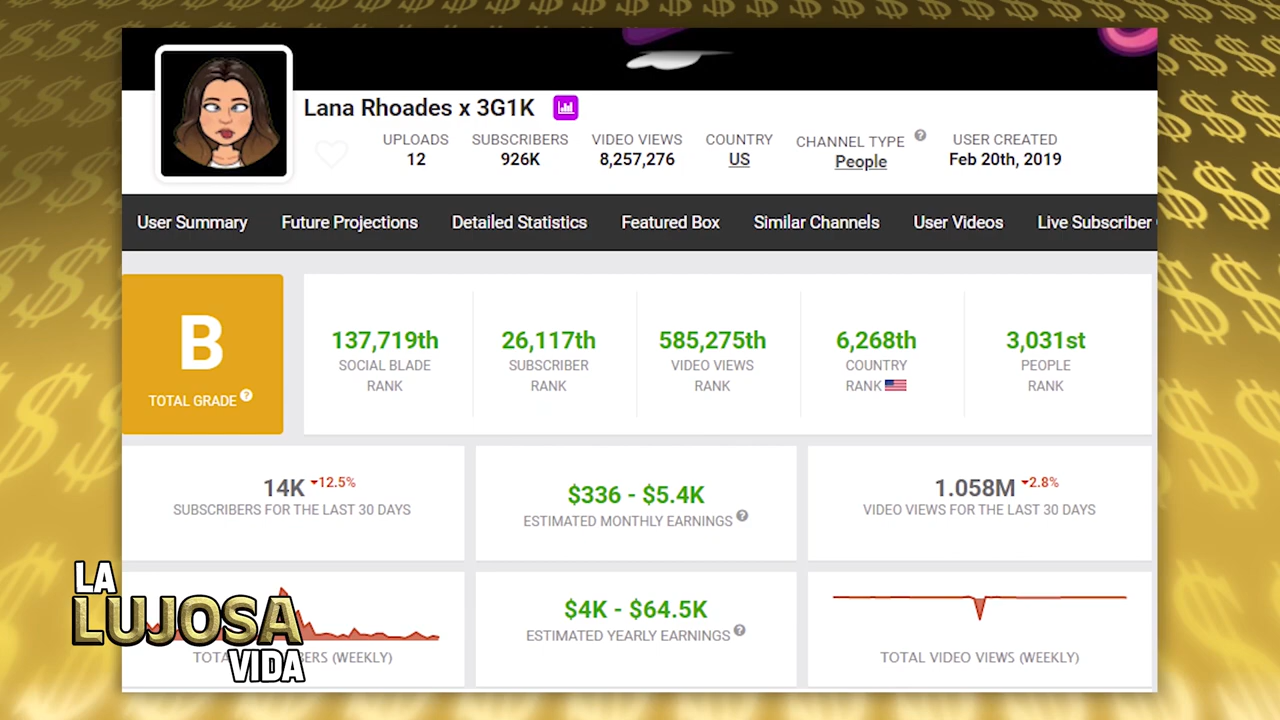 Lana Rhoades x 3G1K
UPLOADS
12
SUBSCRIBERS
926K
VIDEO VIEWS
8,257,276
COUNTRY
US
CHANNEL TYPE
People
USER CREATED
Feb 20th, 2019
User Summary
Future Projections
Detailed Statistics
Featured Box
Similar Channels
User Videos
Live Subscriber
B
TOTAL GRADE
137,719th
SOCIAL BLADE
RANK
26,117th
SUBSCRIBER
RANK
585,275th
VIDEO VIEWS
RANK
6,268th
COUNTRY
RANK
3,031st
PEOPLE
RANK
14K -12.5%
SUBSCRIBERS FOR THE LAST 30 DAYS
$336 - $5.4K
ESTIMATED MONTHLY EARNINGS
1.058M -2.8%
VIDEO VIEWS FOR THE LAST 30 DAYS
$4K - $64.5K
ESTIMATED YEARLY EARNINGS
(WEEKLY)
TOTAL VIDEO VIEWS (WEEKLY)
LA
LUJOSA
VIDA